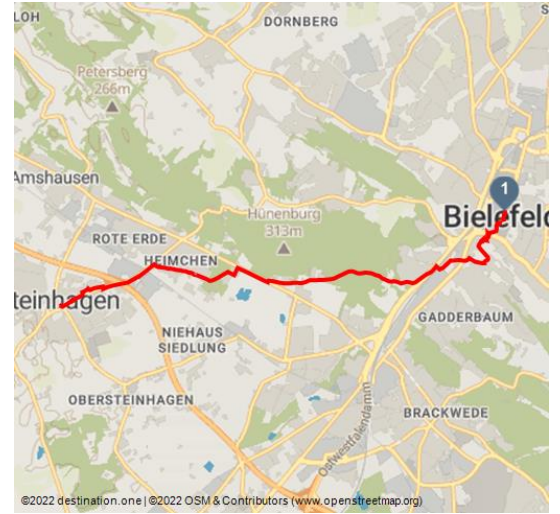 LOH
DORNBERG
S
Petersberg
266m
Amshausen
1
Bielefeld
Hünenburg
313m
ROTE ERDE
HEIMCHEN
teinhagen
GADDERBAUM
NIEHAUS
SIEDLUNG
OBERSTEINHAGEN
BRACKWEDE
Ostwestfalendamm
©2022 destination.one | ©2022 OSM & Contributors (www.openstreetmap.org)